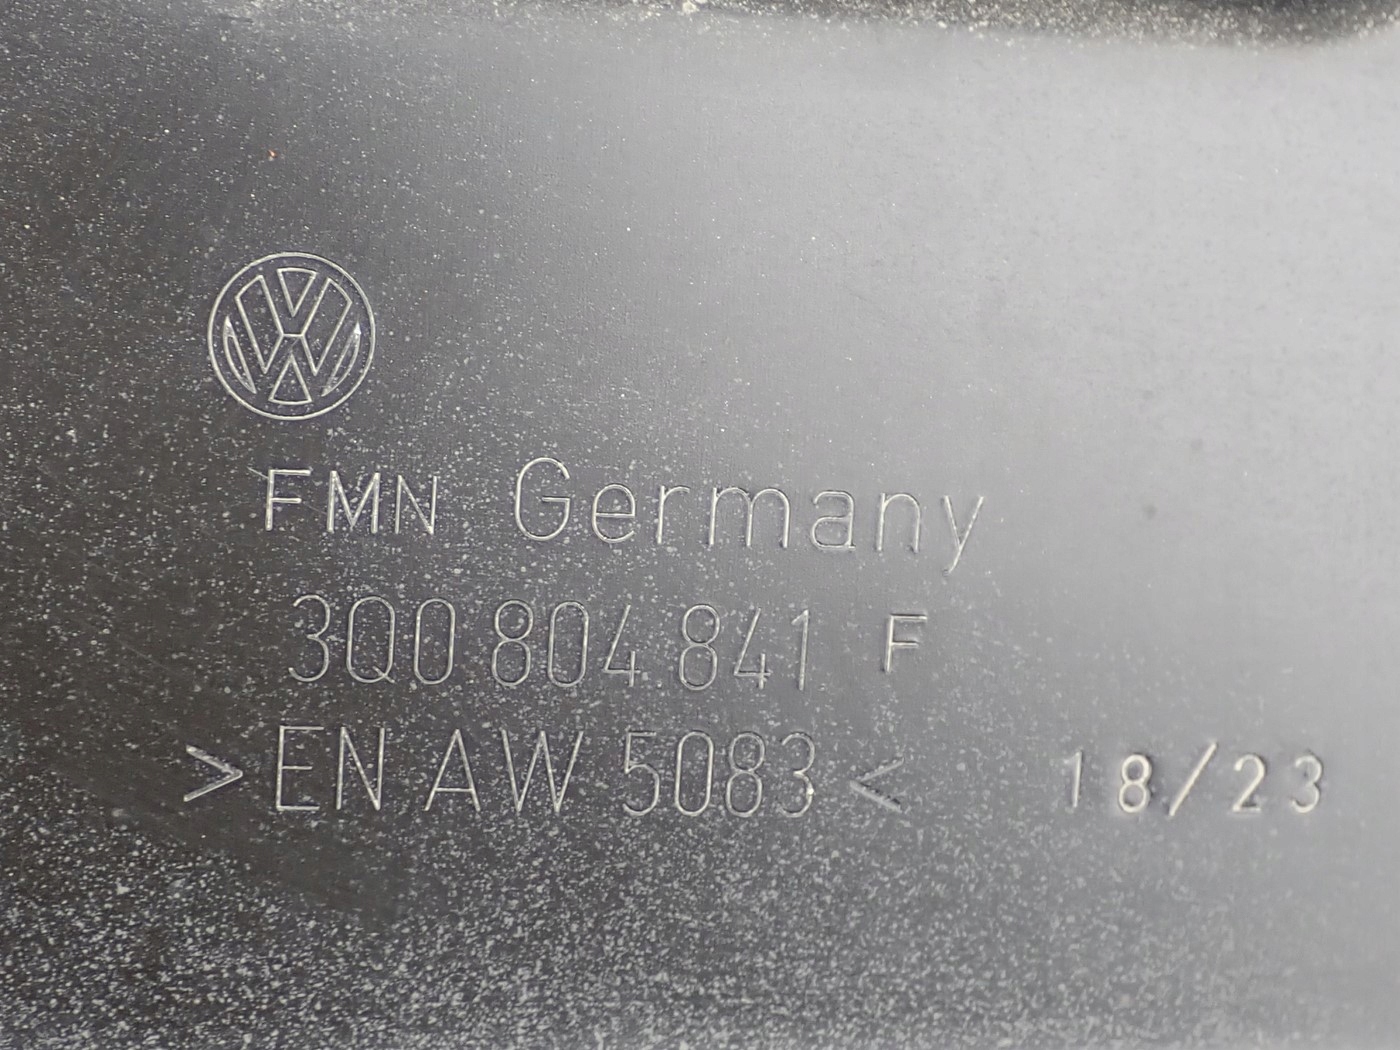 FMN Germany
3Q0 804 841 F
>EN AW 5083< 18/23